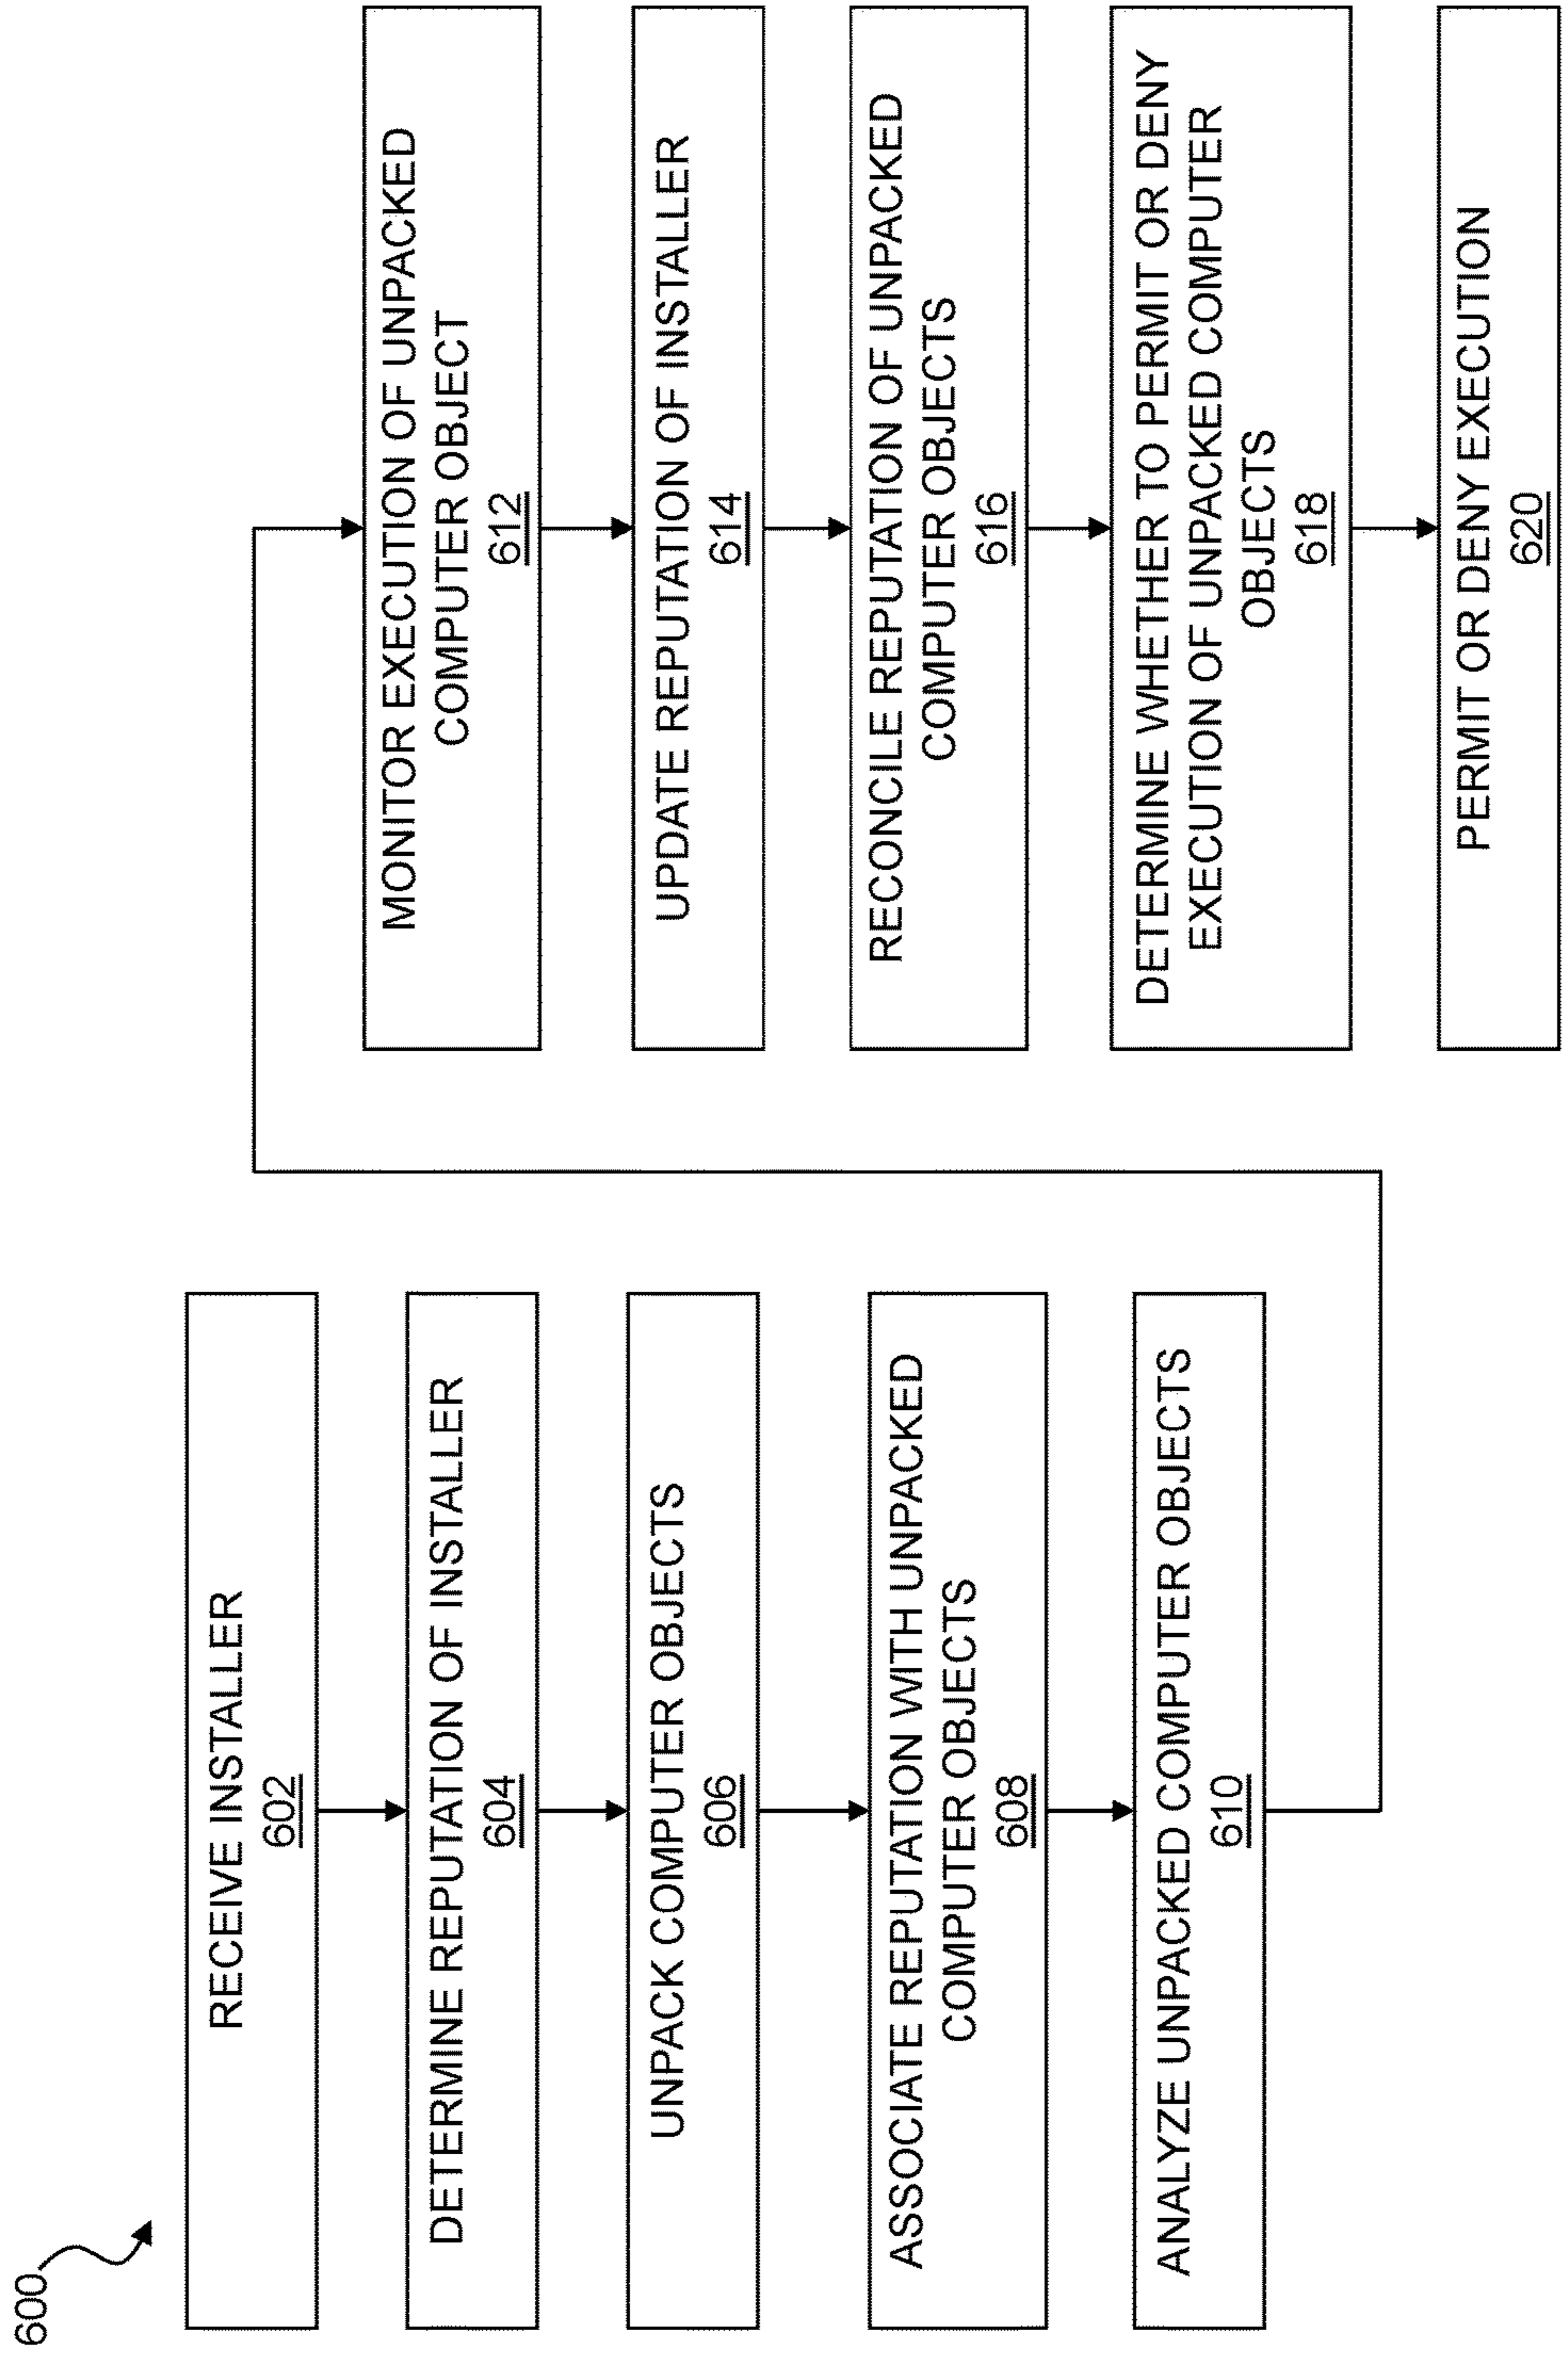 600
RECEIVE INSTALLER
602
DETERMINE REPUTATION OF INSTALLER
604
UNPACK COMPUTER OBJECTS
606
ASSOCIATE REPUTATION WITH UNPACKED
COMPUTER OBJECTS
608
ANALYZE UNPACKED COMPUTER OBJECTS
610
MONITOR EXECUTION OF UNPACKED
COMPUTER OBJECT
612
UPDATE REPUTATION OF INSTALLER
614
RECONCILE REPUTATION OF UNPACKED
COMPUTER OBJECTS
616
DETERMINE WHETHER TO PERMIT OR DENY
EXECUTION OF UNPACKED COMPUTER
OBJECTS
618
PERMIT OR DENY EXECUTION
620